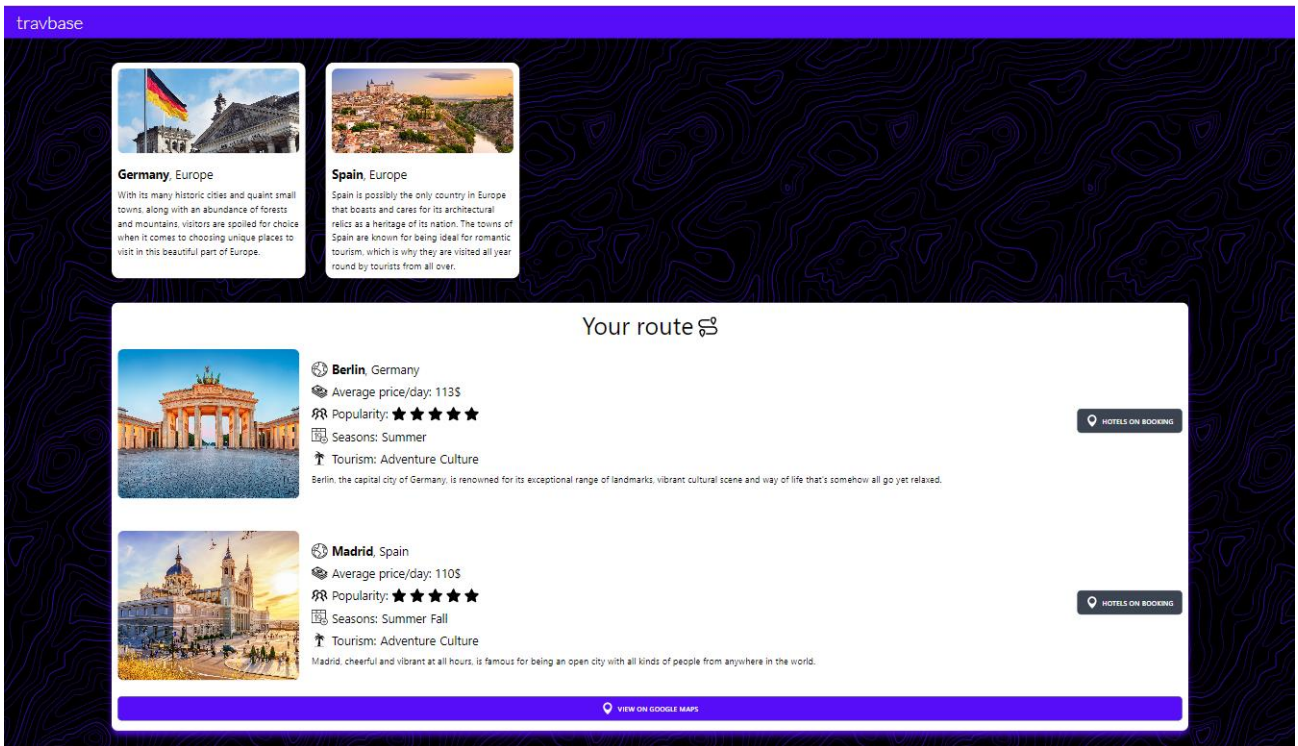 travbase
Germany, Europe
With its many historic cities and quaint small
towns, along with an abundance of forests
and mountains, visitors are spoiled for choice
when it comes to choosing unique places to
visit in this beautiful part of Europe.
Spain, Europe
Spain is possibly the only country in Europe
that boasts and cares for its architectural
relics as a heritage of its nation. The towns of
Spain are known for being ideal for romantic
tourism, which is why they are visited all year
round by tourists from all over.
Your route
Berlin, Germany
Average price/day: 113$
Popularity:
Seasons: Summer
Tourism: Adventure Culture
Berlin, the capital city of Germany, is renowned for its exceptional range of landmarks, vibrant cultural scene and way of life that's somehow all go yet relaxed.
HOTELS ON BOOKING
Madrid, Spain
Average price/day: 110$
Popularity:
Seasons: Summer Fall
Tourism: Adventure Culture
Madrid, cheerful and vibrant at all hours, is famous for being an open city with all kinds of people from anywhere in the world.
HOTELS ON BOOKING
VIEW ON GOOGLE MAPS